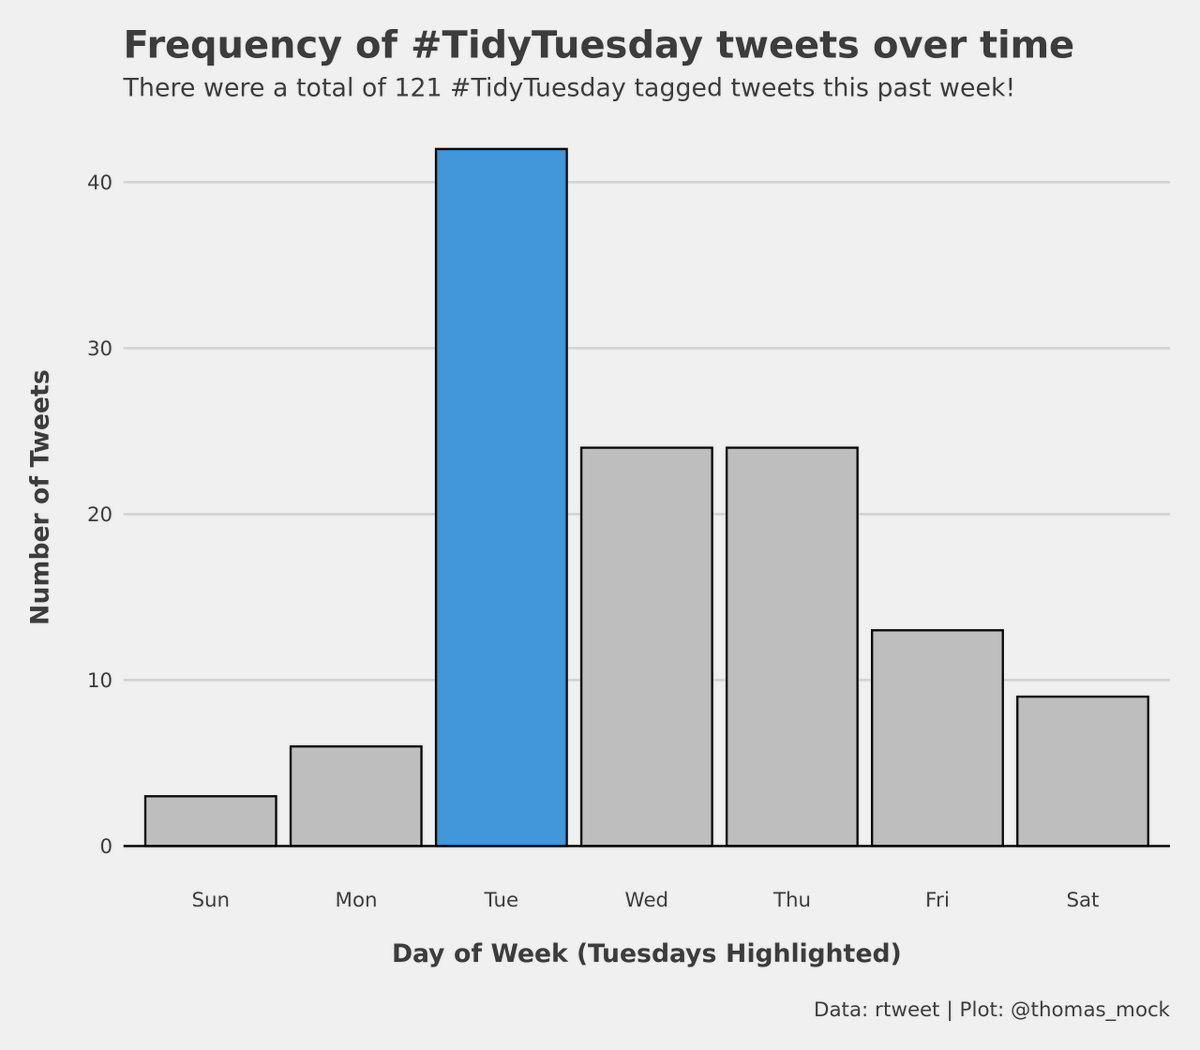 Frequency of #TidyTuesday tweets over time
There were a total of 121 #TidyTuesday tagged tweets this past week!
40
30
20
10
0
Number of Tweets
Sun Mon Tue Wed Thu Fri Sat
Day of Week (Tuesdays Highlighted)
Data: rtweet | Plot: @thomas_mock